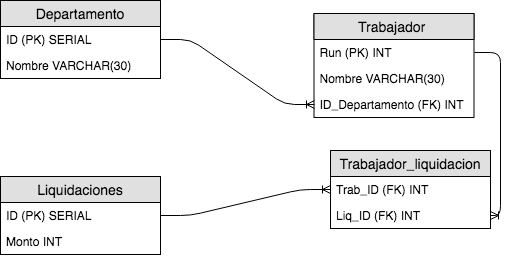 Departamento
ID (PK) SERIAL
Nombre VARCHAR(30)
Trabajador
Run (PK) INT
Nombre VARCHAR(30)
ID_Departamento (FK) INT
Trabajador_liquidacion
Trab_ID (FK) INT
Liq_ID (FK) INT
Liquidaciones
ID (PK) SERIAL
Monto INT